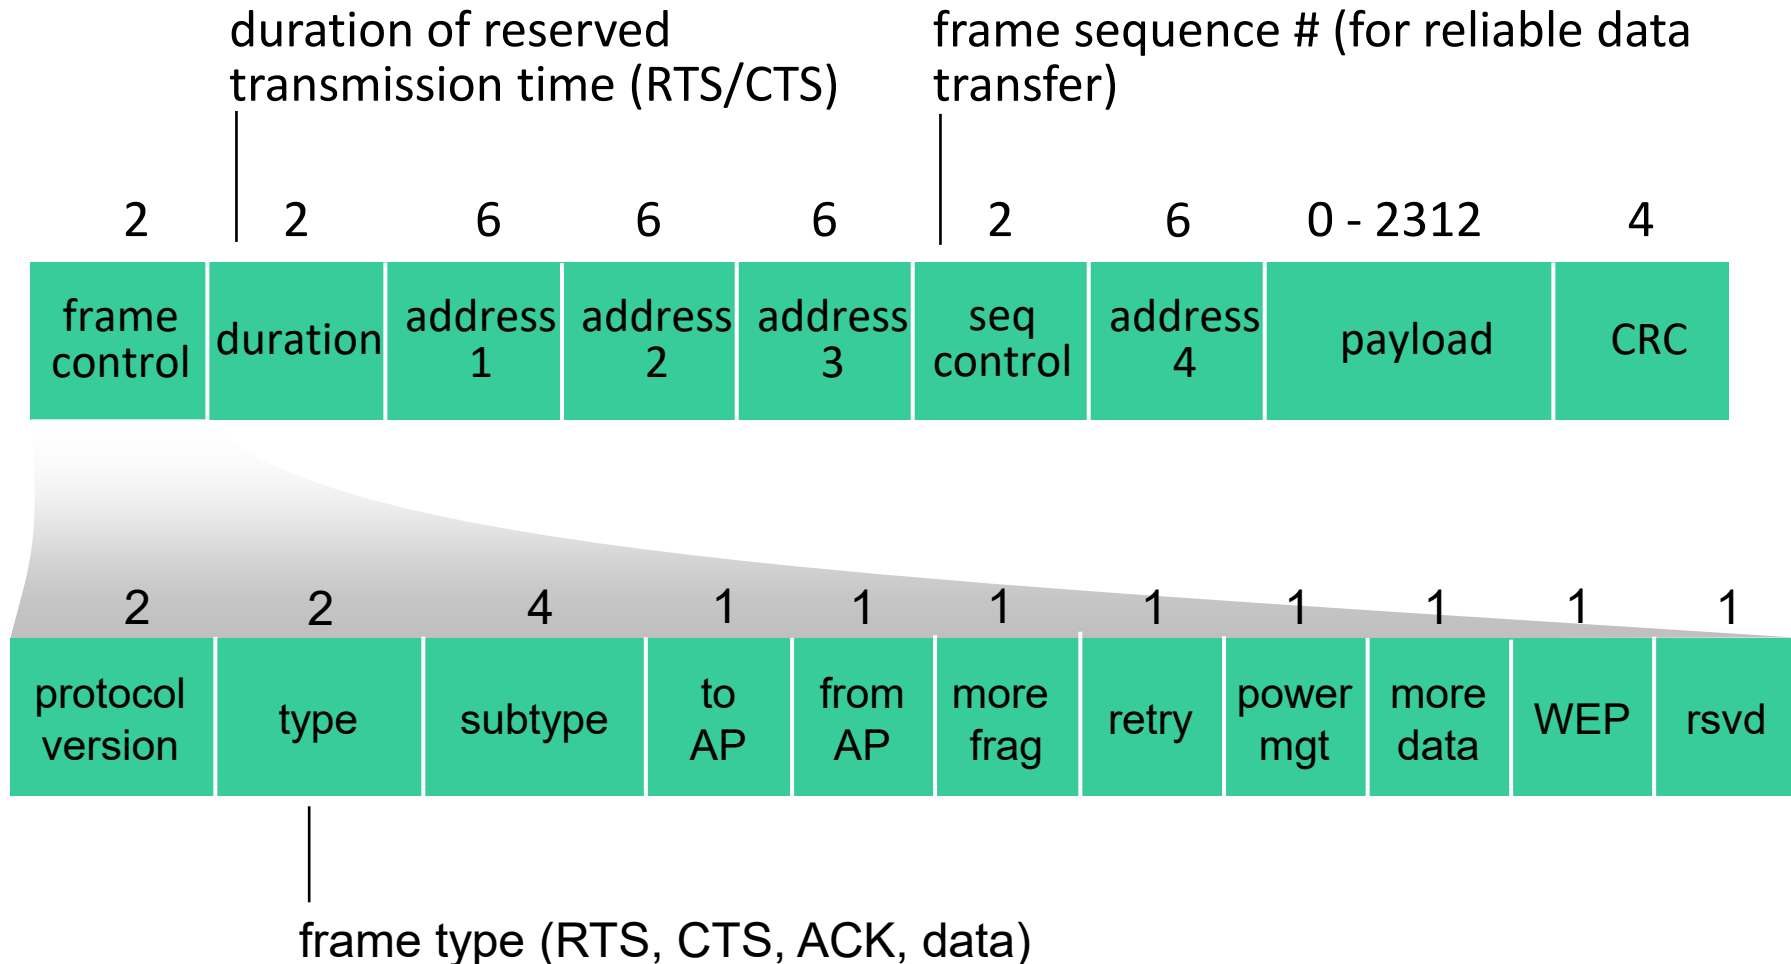 duration of reserved
transmission time (RTS/CTS)
frame sequence # (for reliable data
transfer)
2 2 6 6 6 2 6 0 - 2312 4
frame
control
duration
address
1
address
2
address
3
seq
control
address
4
payload
CRC
2 2 4 1 1 1 1 1 1 1 1
protocol
version
type
subtype
to
AP
from
AP
more
frag
retry
power
mgt
more
data
WEP
rsvd
frame type (RTS, CTS, ACK, data)